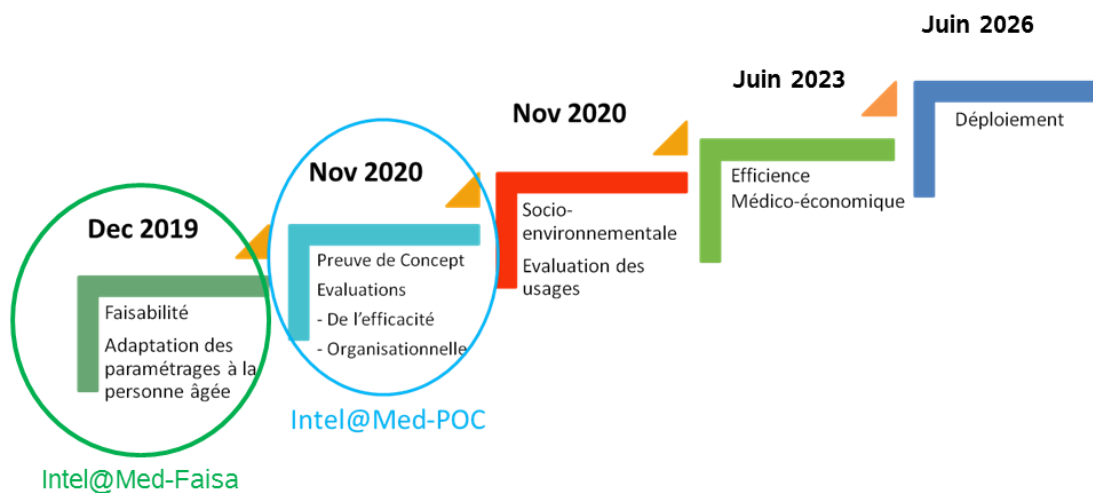 Dec 2019
Faisabilité
Adaptation des
paramétrages à la
personne âgée
Intel@Med-Faisa
Nov 2020
Preuve de Concept
Evaluations
- De l’efficacité
- Organisationnelle
Intel@Med-POC
Nov 2020
Socio-
environnementale
Evaluation des
usages
Juin 2023
Efficience
Médico-économique
Juin 2026
Déploiement